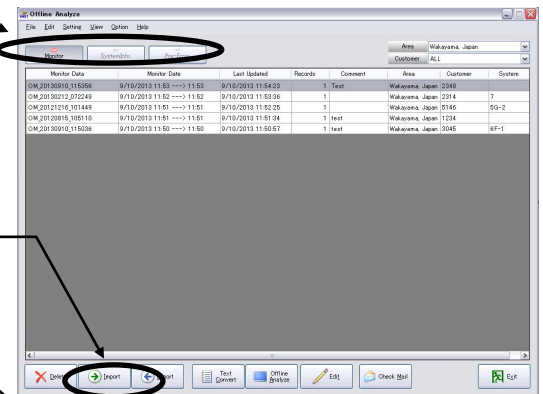 Offline Analyze
File Edit Setting View Option Help
Monitor SystemInfo Rec.Error Area Wakayama, Japan
Customer ALL
Monitor Data Monitor Date Last Updated Records Comment Area Customer System
OM_20130910_115356 9/10/2013 11:53 ---> 11:53 9/10/2013 11:54:23 1 Test Wakayama, Japan 2348
OM_20130212_072249 9/10/2013 11:52 ---> 11:52 9/10/2013 11:53:36 1 Wakayama, Japan 2314 7
OM_20121216_101449 9/10/2013 11:51 ---> 11:51 9/10/2013 11:52:25 1 Wakayama, Japan 5146 5G-2
OM_20120815_105110 9/10/2013 11:51 ---> 11:51 9/10/2013 11:51:34 1 test Wakayama, Japan 1234
OM_20130910_115036 9/10/2013 11:50 ---> 11:50 9/10/2013 11:50:57 1 test Wakayama, Japan 3045 6F-1
Delete Import Export Text Convert Offline Analyze Edit Check Mail Exit